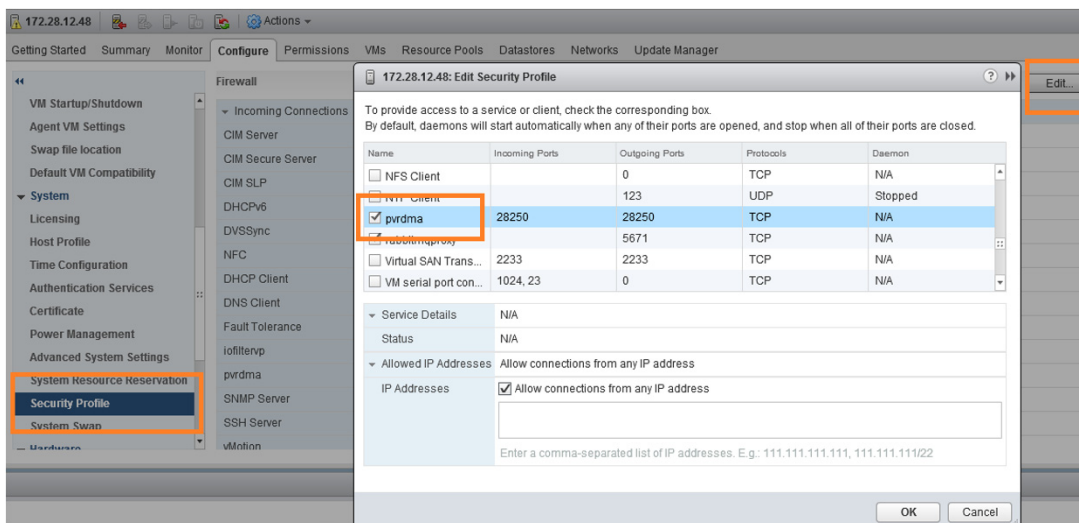 172.28.12.48 Actions
Getting Started Summary Monitor Configure Permissions VMs Resource Pools Datastores Networks Update Manager
VM Startup/Shutdown
Agent VM Settings
Swap file location
Default VM Compatibility
System
Licensing
Host Profile
Time Configuration
Authentication Services
Certificate
Power Management
Advanced System Settings
System Resource Reservation
Security Profile
System Swap
Hardware
Firewall
Incoming Connections
CIM Server
CIM Secure Server
CIM SLP
DHCPv6
DVSSync
NFC
DHCP Client
DNS Client
Fault Tolerance
iofiltervp
pvrdma
SNMP Server
SSH Server
vMotion
Edit...
172.28.12.48: Edit Security Profile
To provide access to a service or client, check the corresponding box.
By default, daemons will start automatically when any of their ports are opened, and stop when all of their ports are closed.
Name Incoming Ports Outgoing Ports Protocols Daemon
NFS Client 0 TCP N/A
NTP Client 123 UDP Stopped
pvrdma 28250 28250 TCP N/A
rabbitmqproxy 5671 TCP N/A
Virtual SAN Trans... 2233 2233 TCP N/A
VM serial port con... 1024, 23 0 TCP N/A
Service Details N/A
Status N/A
Allowed IP Addresses Allow connections from any IP address
IP Addresses Allow connections from any IP address
Enter a comma-separated list of IP addresses. E.g.: 111.111.111.111, 111.111.111/22
OK Cancel